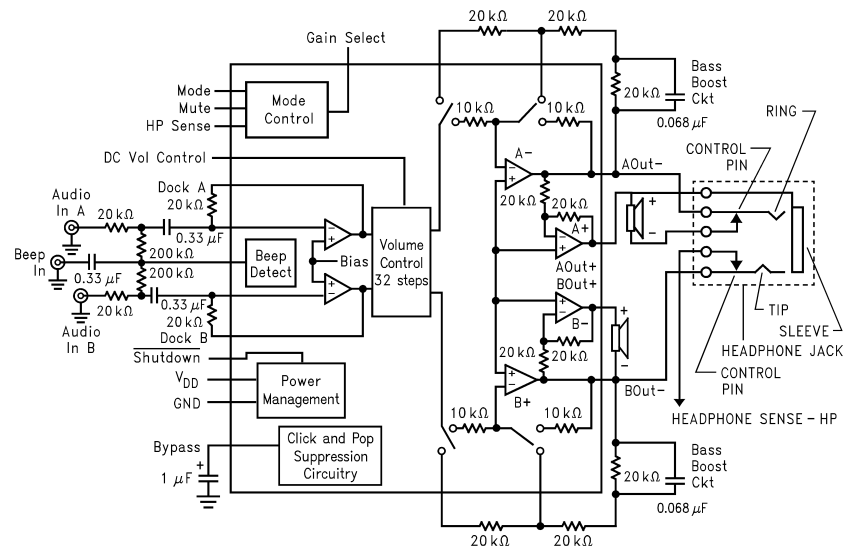 20 kΩ
20 kΩ
Gain Select
Bass
Boost
Ckt
Mode
Mute
HP Sense
Mode
Control
10 kΩ
10 kΩ
20 kΩ
0.068 µF
RING
DC Vol Control
A−
AOut−
CONTROL
PIN
Audio
In A
Dock A
20 kΩ
20 kΩ
0.33 µF
20 kΩ
20 kΩ
A+
+
−
Beep
In
200 kΩ
200 kΩ
0.33 µF
Beep
Detect
Bias
Volume
Control
32 steps
AOut+
BOut+
0.33 µF
20 kΩ
20 kΩ
Dock B
Audio
In B
B−
+
−
TIP
SLEEVE
HEADPHONE JACK
Shutdown
VDD
GND
Power
Management
20 kΩ
20 kΩ
B+
BOut−
CONTROL
PIN
HEADPHONE SENSE − HP
10 kΩ
10 kΩ
Bypass
+
1 µF
Click and Pop
Suppression
Circuitry
20 kΩ
Bass
Boost
Ckt
0.068 µF
20 kΩ
20 kΩ